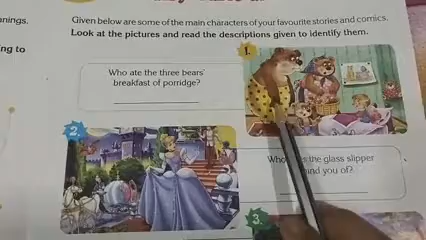 nings.
Given below are some of the main characters of your favourite stories and comics.
Look at the pictures and read the descriptions given to identify them.
ng to
1.
Who ate the three bears'
breakfast of porridge?
2.
Who the glass slipper
you of?
3.